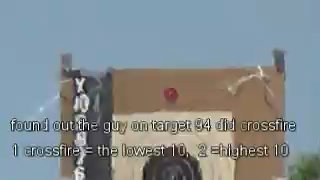 found out the guy on target 94 did crossfire
1 crossfire = the lowest 10,  2 =highest 10